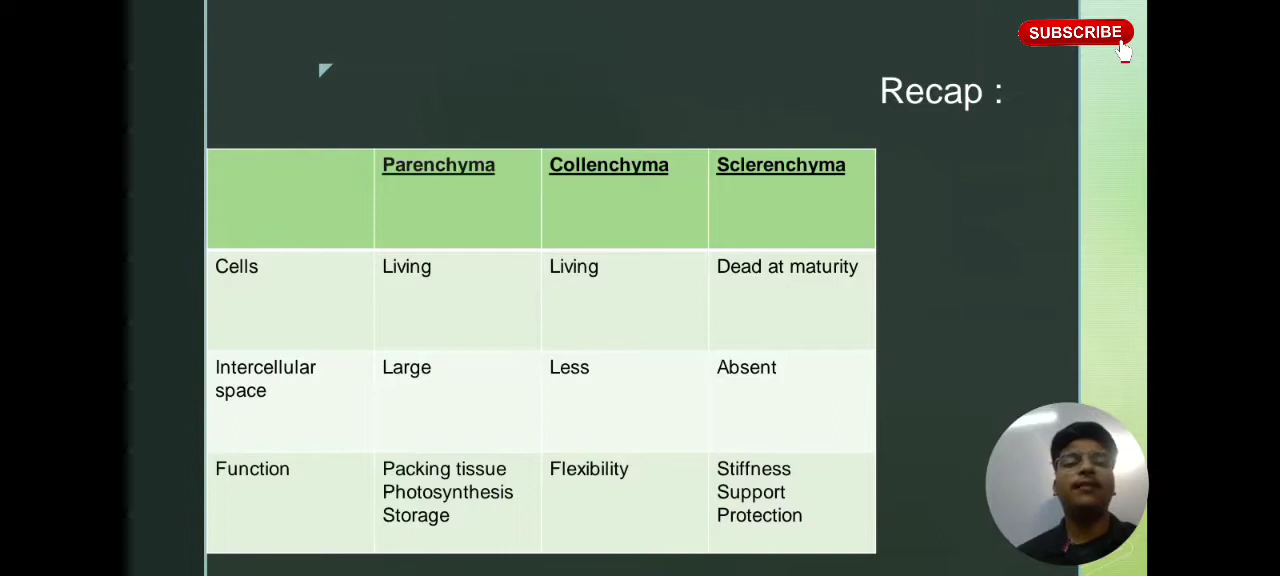 SUBSCRIBE
Recap :
Parenchyma Collenchyma Sclerenchyma
Cells Living Living Dead at maturity
Intercellular space Large Less Absent
Function Packing tissue Flexibility Stiffness
Photosynthesis Support
Storage Protection